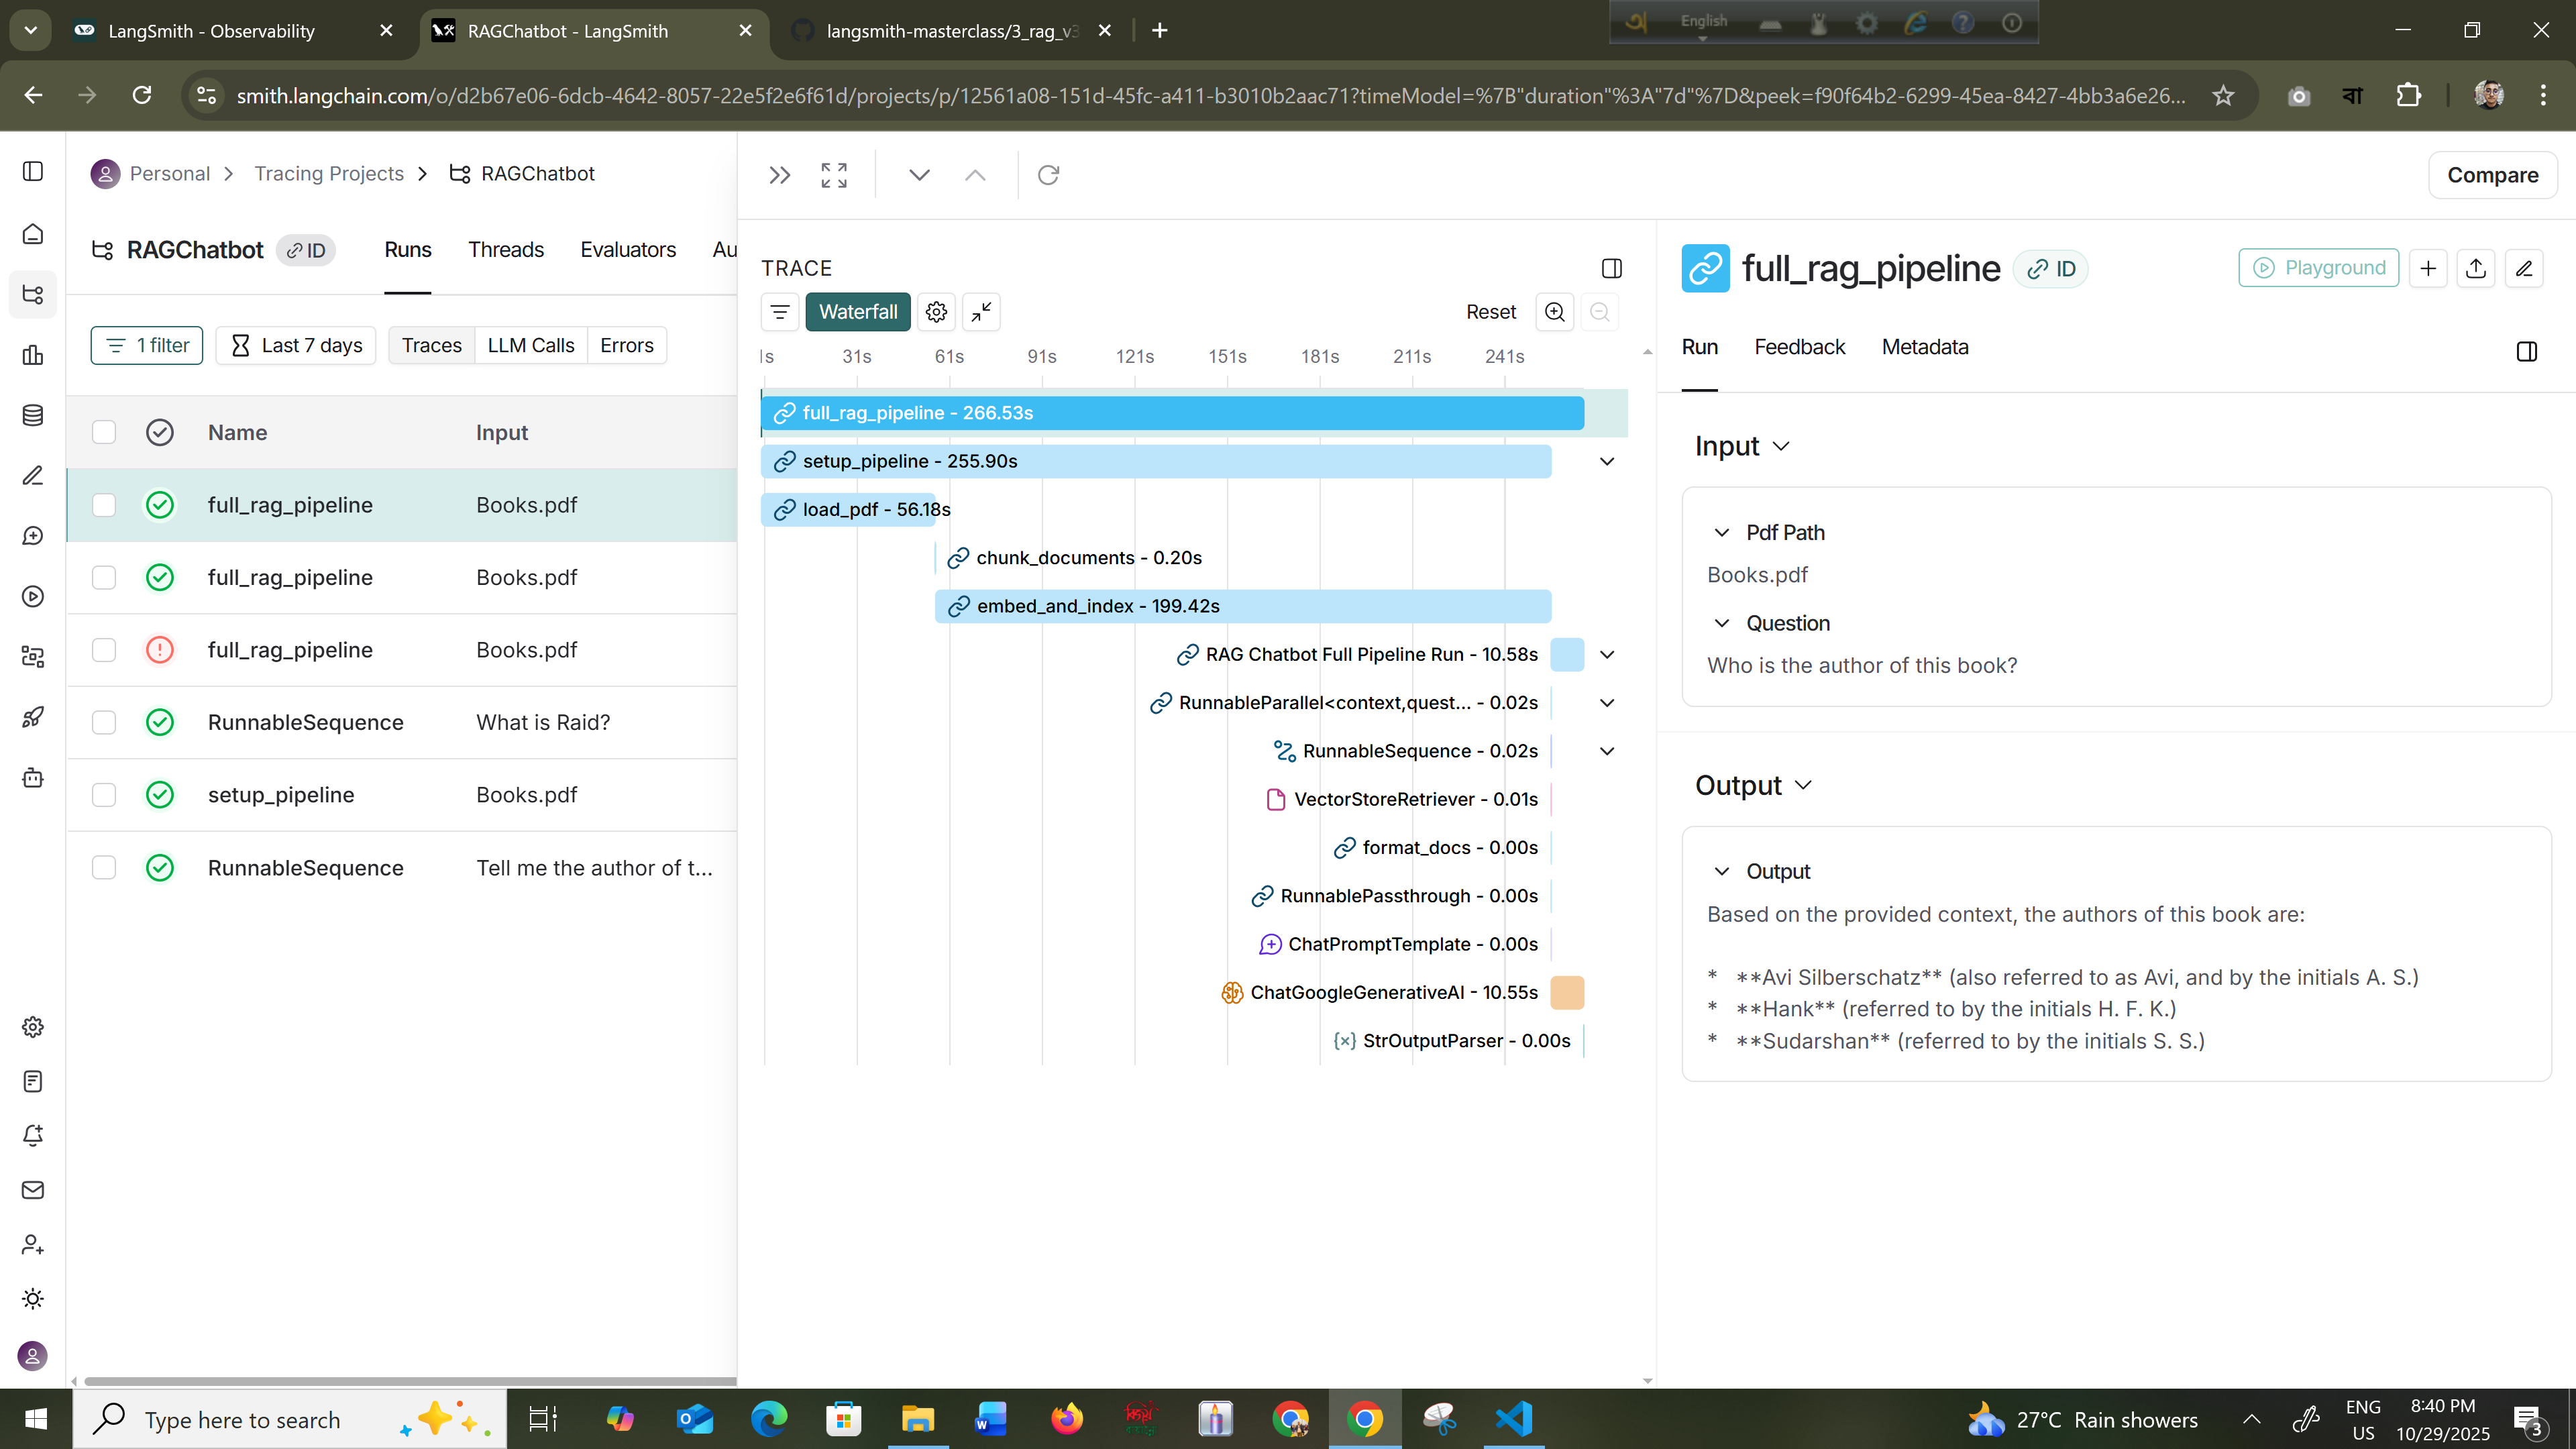 LangSmith - Observability
RAGChatbot - LangSmith
langsmith-masterclass/3_rag_v3
English
smith.langchain.com/o/d2b67e06-6dcb-4642-8057-22e5f2e6f61d/projects/p/12561a08-151d-45fc-a411-b3010b2aac71?timeModel=%7B"duration"%3A"7d"%7D&peek=f90f64b2-6299-45ea-8427-4bb3a6e26...
বা
Personal
Tracing Projects
RAGChatbot
Compare
RAGChatbot
ID
Runs
Threads
Evaluators
Au
1 filter
Last 7 days
Traces
LLM Calls
Errors
Name
Input
full_rag_pipeline
Books.pdf
full_rag_pipeline
Books.pdf
full_rag_pipeline
Books.pdf
RunnableSequence
What is Raid?
setup_pipeline
Books.pdf
RunnableSequence
Tell me the author of t...
TRACE
Waterfall
Reset
31s
61s
91s
121s
151s
181s
211s
241s
full_rag_pipeline - 266.53s
setup_pipeline - 255.90s
load_pdf - 56.18s
chunk_documents - 0.20s
embed_and_index - 199.42s
RAG Chatbot Full Pipeline Run - 10.58s
RunnableParallel<context,quest... - 0.02s
RunnableSequence - 0.02s
VectorStoreRetriever - 0.01s
format_docs - 0.00s
RunnablePassthrough - 0.00s
ChatPromptTemplate - 0.00s
ChatGoogleGenerativeAI - 10.55s
StrOutputParser - 0.00s
full_rag_pipeline
ID
Playground
Run
Feedback
Metadata
Input
Pdf Path
Books.pdf
Question
Who is the author of this book?
Output
Output
Based on the provided context, the authors of this book are:
* **Avi Silberschatz** (also referred to as Avi, and by the initials A. S.)
* **Hank** (referred to by the initials H. F. K.)
* **Sudarshan** (referred to by the initials S. S.)
Type here to search
27°C Rain showers
ENG
US
8:40 PM
10/29/2025
3